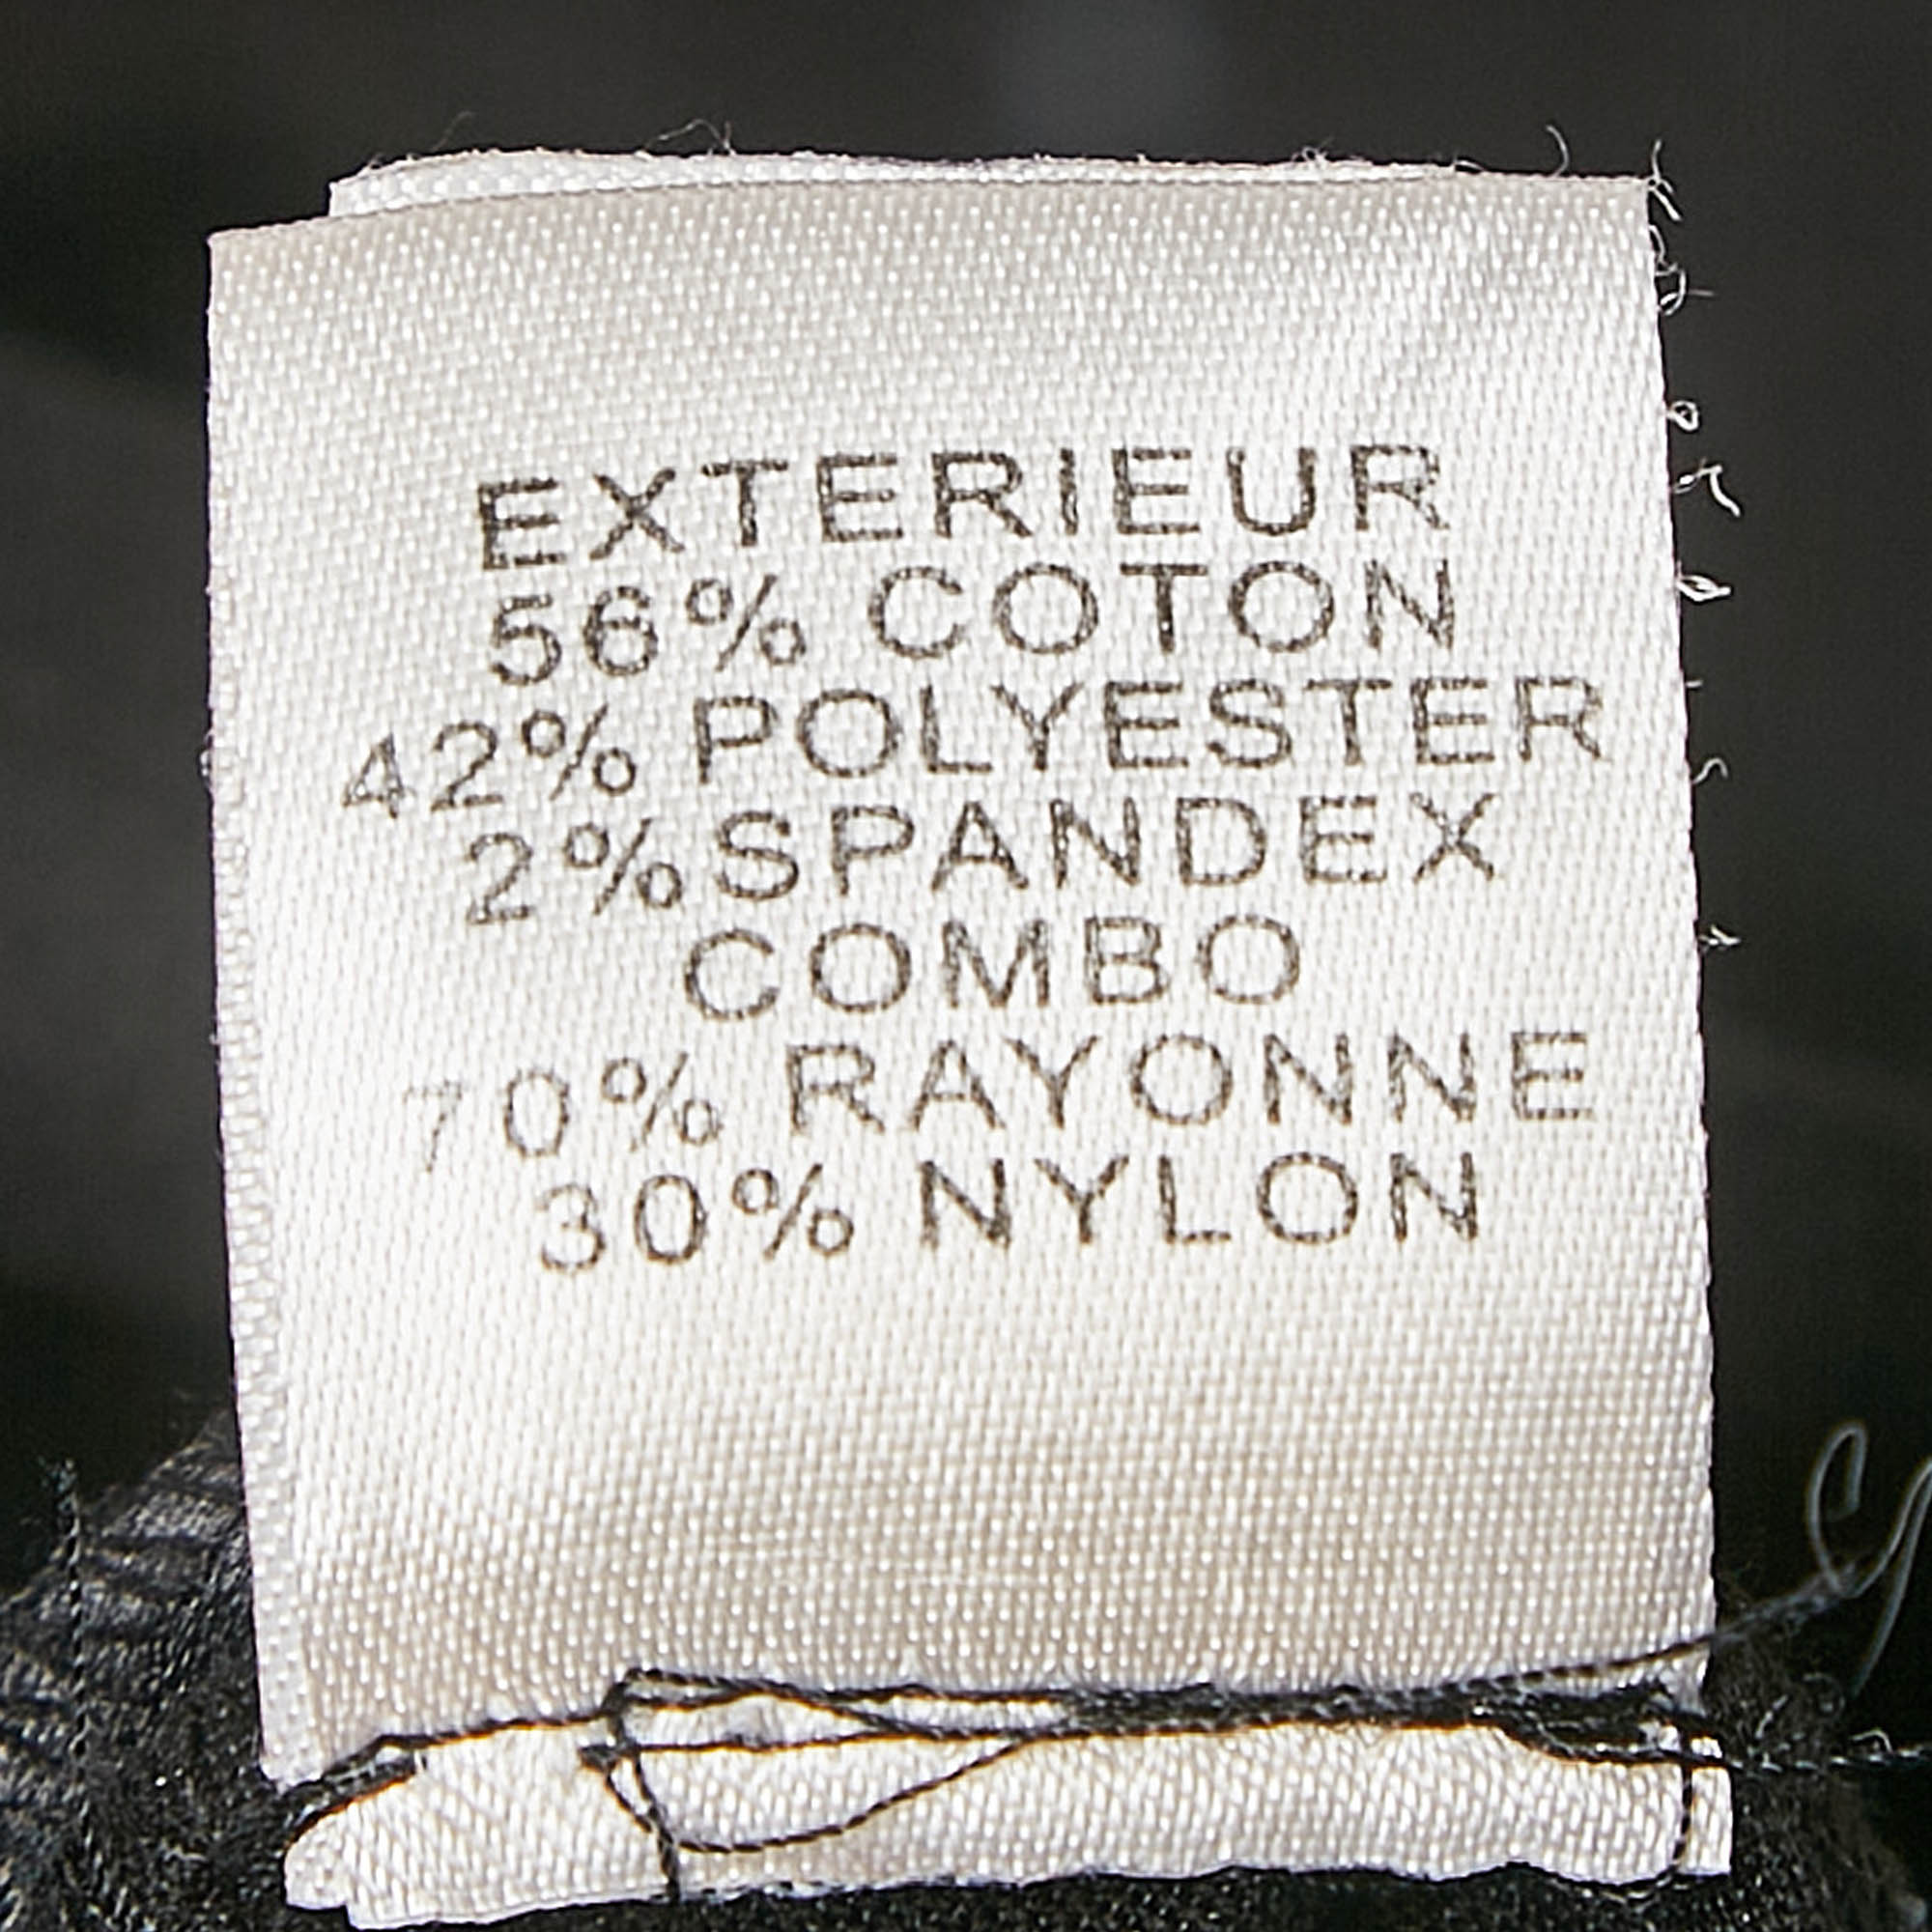 EXTERIEUR
56% COTON
42% POLYESTER
2% SPANDEX
COMBO
70% RAYONNE
30% NYLON